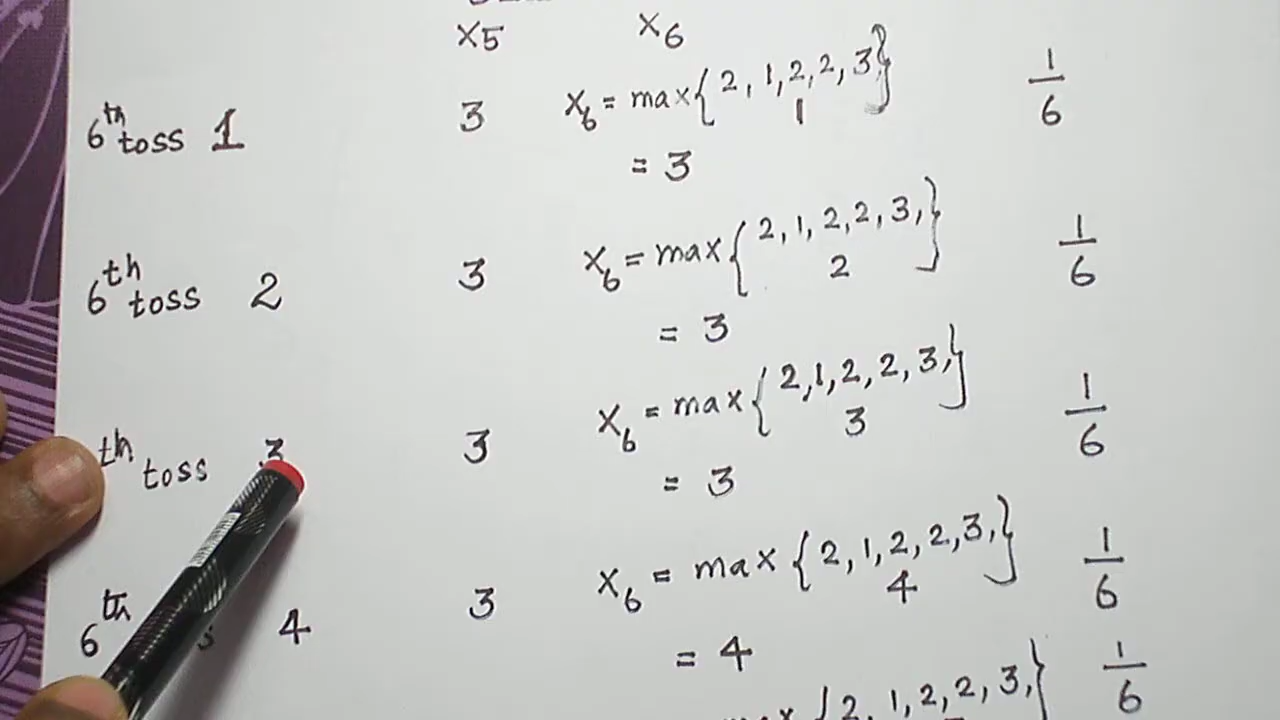 X5 X6
6th toss 1 3 X6 = max{2, 1, 2, 2, 3, 1} 1/6
= 3
6th toss 2 3 X6 = max{2, 1, 2, 2, 3, 2} 1/6
= 3
th toss 3 3 X6 = max{2, 1, 2, 2, 3, 3} 1/6
= 3
6th s 4 3 X6 = max{2, 1, 2, 2, 3, 4} 1/6
= 4
max{2, 1, 2, 2, 3, } 1/6